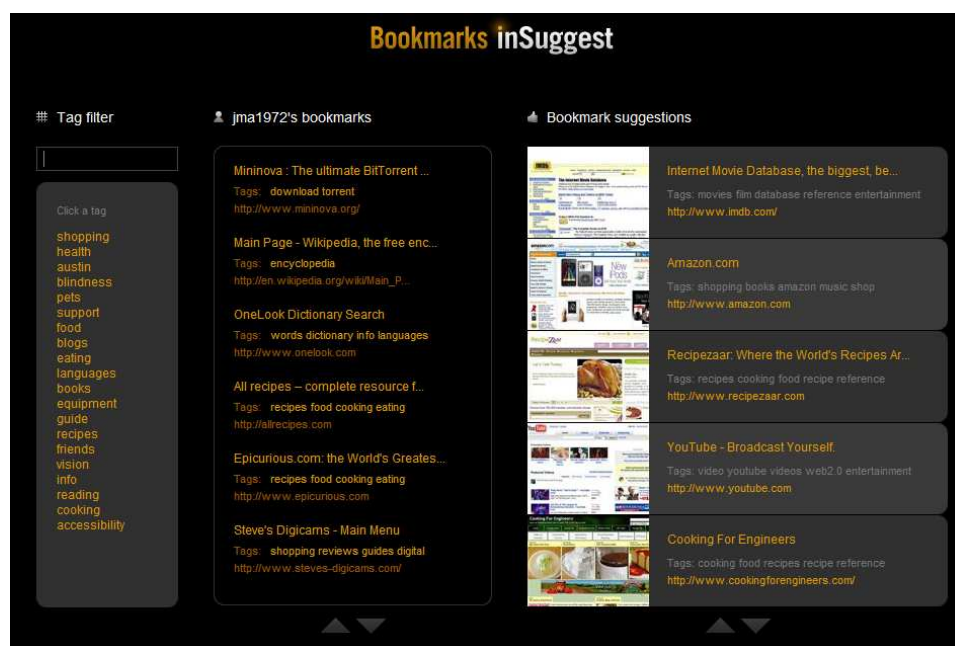 Bookmarks inSuggest
Tag filter
Click a tag
shopping
health
austin
blindness
pets
support
food
blogs
eating
languages
books
equipment
guide
recipes
friends
vision
info
reading
cooking
accessibility
jma1972's bookmarks
Mininova : The ultimate BitTorrent ...
Tags: download torrent
http://www.mininova.org/
Main Page - Wikipedia, the free enc...
Tags: encyclopedia
http://en.wikipedia.org/wiki/Main_P...
OneLook Dictionary Search
Tags: words dictionary info languages
http://www.onelook.com
All recipes – complete resource f...
Tags: recipes food cooking eating
http://allrecipes.com
Epicurious.com: the World's Greates...
Tags: recipes food cooking eating
http://www.epicurious.com
Steve's Digicams - Main Menu
Tags: shopping reviews guides digital
http://www.steves-digicams.com/
Bookmark suggestions
Internet Movie Database, the biggest, be...
Tags: movies film database reference entertainment
http://www.imdb.com/
Amazon.com
Tags: shopping books amazon music shop
http://www.amazon.com
New
iPods
Recipezaar: Where the World's Recipes Ar...
Tags: recipes cooking food recipe reference
http://www.recipezaar.com
YouTube - Broadcast Yourself.
Tags: video youtube videos web2.0 entertainment
http://www.youtube.com
Cooking For Engineers
Cooking For Engineers
Tags: cooking food recipes recipe reference
http://www.cookingforengineers.com/